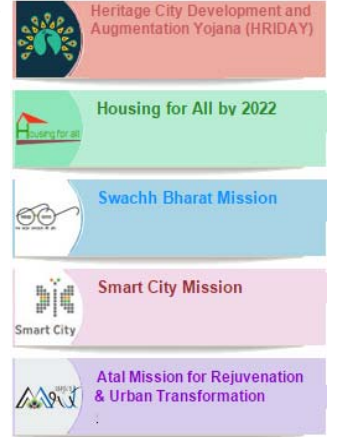 Heritage City Development and
Augmentation Yojana (HRIDAY)
Housing for All by 2022
Housing for all
Swachh Bharat Mission
Smart City Mission
Smart City
Atal Mission for Rejuvenation
& Urban Transformation